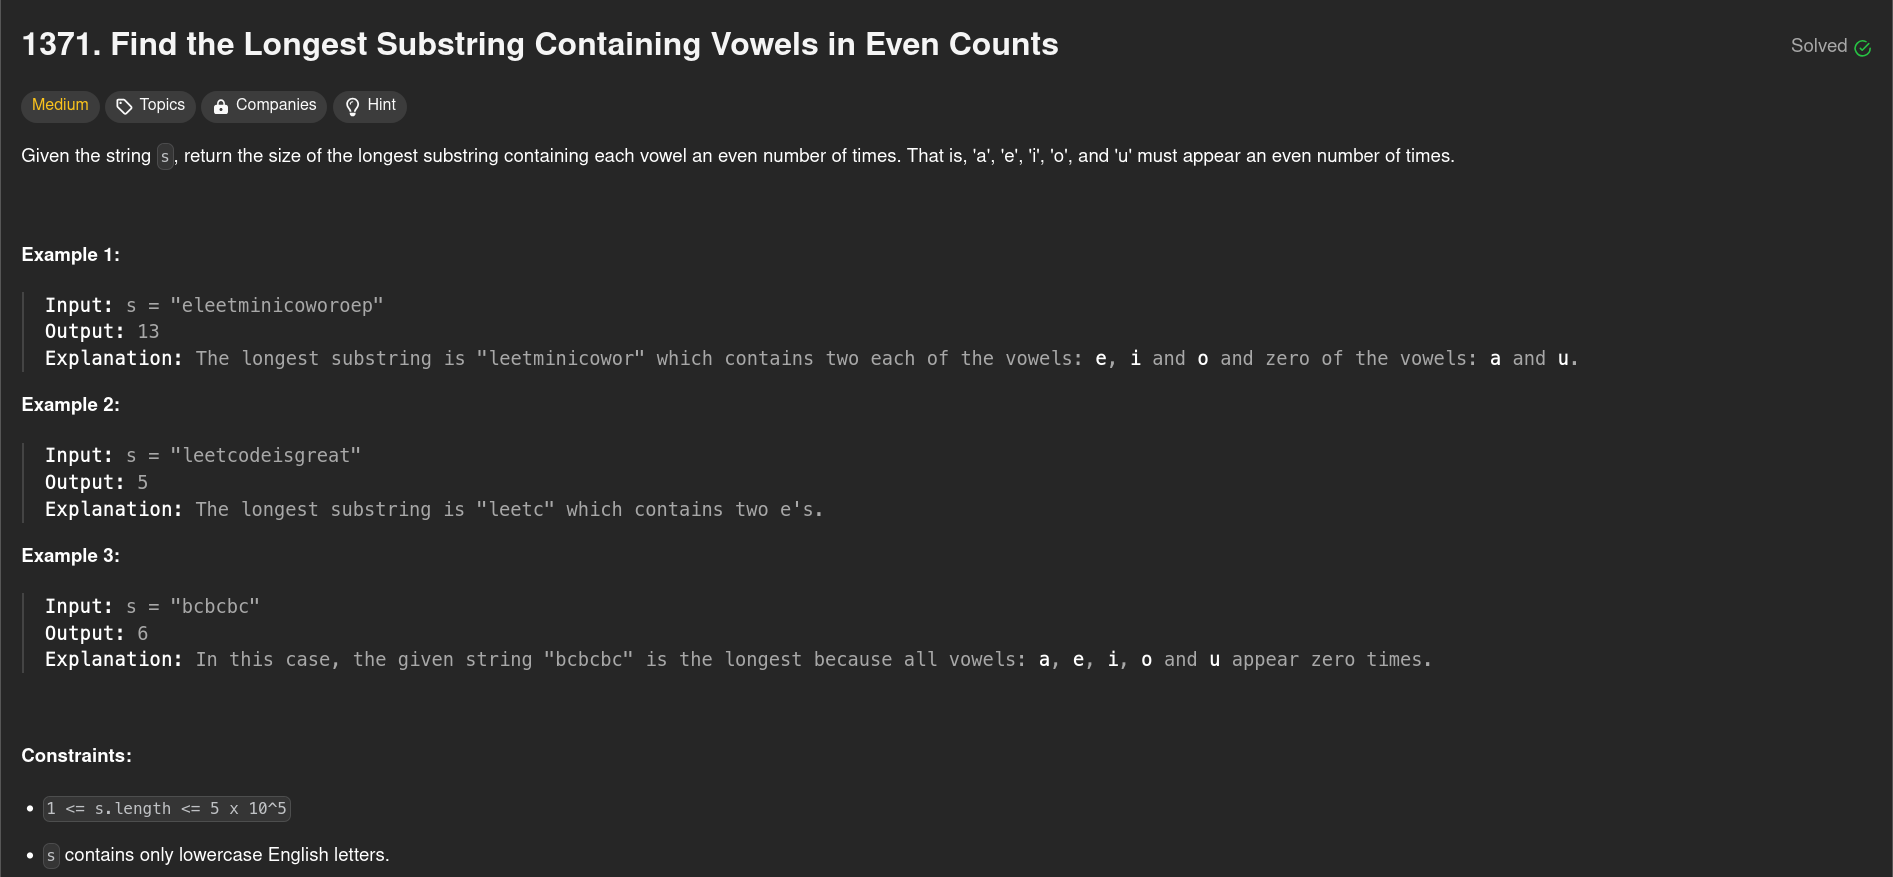 1371. Find the Longest Substring Containing Vowels in Even Counts
Solved
Medium Topics Companies Hint
Given the string s, return the size of the longest substring containing each vowel an even number of times. That is, 'a', 'e', 'i', 'o', and 'u' must appear an even number of times.
Example 1:
Input: s = "eleetminicoworoep"
Output: 13
Explanation: The longest substring is "leetminicowor" which contains two each of the vowels: e, i and o and zero of the vowels: a and u.
Example 2:
Input: s = "leetcodeisgreat"
Output: 5
Explanation: The longest substring is "leetc" which contains two e's.
Example 3:
Input: s = "bcbcbc"
Output: 6
Explanation: In this case, the given string "bcbcbc" is the longest because all vowels: a, e, i, o and u appear zero times.
Constraints:
• 1 <= s.length <= 5 x 10^5
• s contains only lowercase English letters.